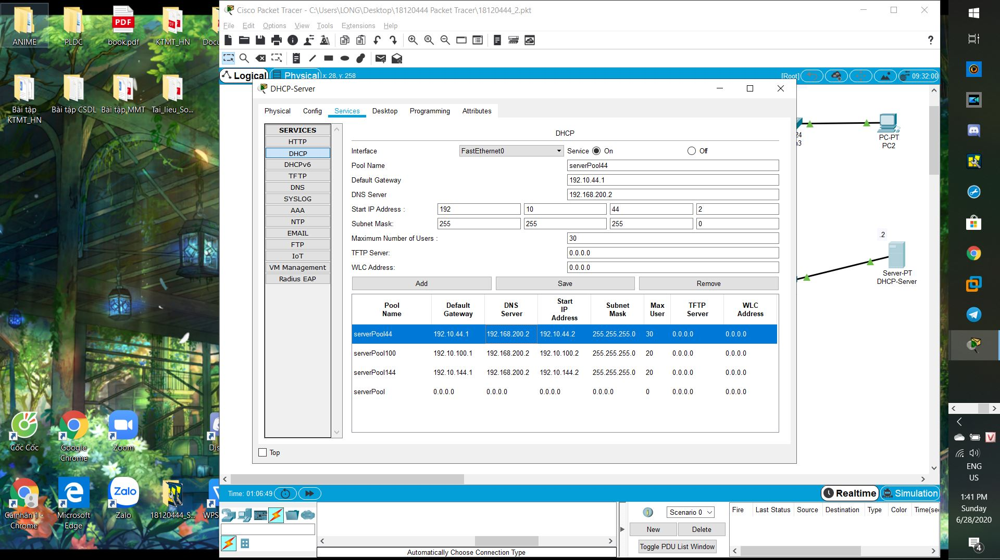 ANIME
PLDC
PDF
book.pdf
KTMT_HN
Docu
Bài tập
KTMT_HN
Bài tập CSDL
Bài tập MMT
Tai_lieu_So...
Cốc Cốc
Google
Chrome
Zoom
Dis
Cá nhân 1 -
Chrome
Microsoft
Edge
Zalo
Zalo
18120444_S...
WPS
Cisco Packet Tracer - C:\Users\LONG\Desktop\18120444 Packet Tracer\18120444_2.pkt
File Edit Options View Tools Extensions Help
Logical
Physical
x: 28, y: 258
[Root]
09:32:00
DHCP-Server
Physical Config Services Desktop Programming Attributes
SERVICES
HTTP
DHCP
DHCPv6
TFTP
DNS
SYSLOG
AAA
NTP
EMAIL
FTP
IoT
VM Management
Radius EAP
DHCP
Interface FastEthernet0 Service On Off
Pool Name serverPool44
Default Gateway 192.10.44.1
DNS Server 192.168.200.2
Start IP Address : 192 10 44 2
Subnet Mask: 255 255 255 0
Maximum Number of Users : 30
TFTP Server: 0.0.0.0
WLC Address: 0.0.0.0
Add Save Remove
Pool Name Default Gateway DNS Server Start IP Address Subnet Mask Max User TFTP Server WLC Address
serverPool44 192.10.44.1 192.168.200.2 192.10.44.2 255.255.255.0 30 0.0.0.0 0.0.0.0
serverPool100 192.10.100.1 192.168.200.2 192.10.100.2 255.255.255.0 20 0.0.0.0 0.0.0.0
serverPool144 192.10.144.1 192.168.200.2 192.10.144.2 255.255.255.0 20 0.0.0.0 0.0.0.0
serverPool 0.0.0.0 0.0.0.0 0.0.0.0 0.0.0.0 0 0.0.0.0 0.0.0.0
Top
24
3
PC-PT
PC2
.2
Server-PT
DHCP-Server
Time: 01:06:49
Realtime
Simulation
Automatically Choose Connection Type
Scenario 0
New Delete
Toggle PDU List Window
Fire Last Status Source Destination Type Color Time(sec
V
ENG
US
1:41 PM
Sunday
6/28/2020
4